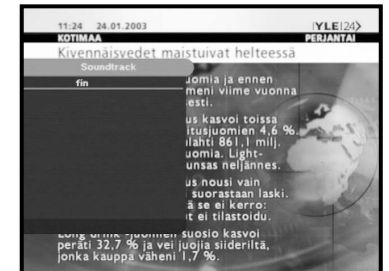 11:24 24.01.2003 YLE24
KOTIMAA PERJANTAI
Kivennäisvedet maistuivat helteessä
Soundtrack
fin
uomia ja ennen
meni viime vuonna
sesti.
us kasvoi toissa
itusjuomien 4,6 %.
alahti 861,1 milj.
uomia. Light-
unsas neljännes.
us nousi vain
suorastaan laski.
ä se ei kerro:
t ei tilastoidu.
Long drink -juomien suosio kasvoi
peräti 32,7 % ja vei juojia siideriltä,
jonka kauppa väheni 1,7 %.